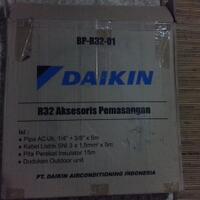 BP-R32-01
DAIKIN
R32 Aksesoris Pemasangan
Isi :
• Pipa AC Uk. 1/4" + 3/8" x 5m
• Kabel Listrik SNI 3 x 1,5mm² x 5m
• Pita Perekat Insulator 15m
• Dudukan Outdoor unit
PT. DAIKIN AIRCONDITIONING INDONESIA